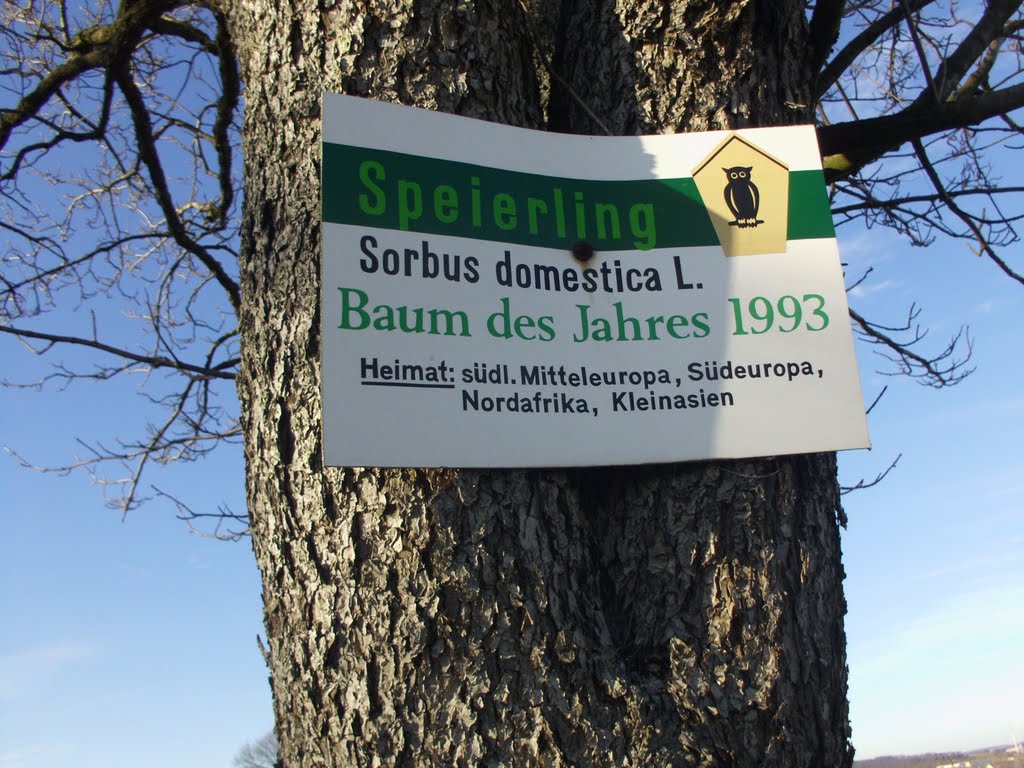 Speierling
Sorbus domestica L.
Baum des Jahres 1993
Heimat: südl. Mitteleuropa, Südeuropa,
Nordafrika, Kleinasien